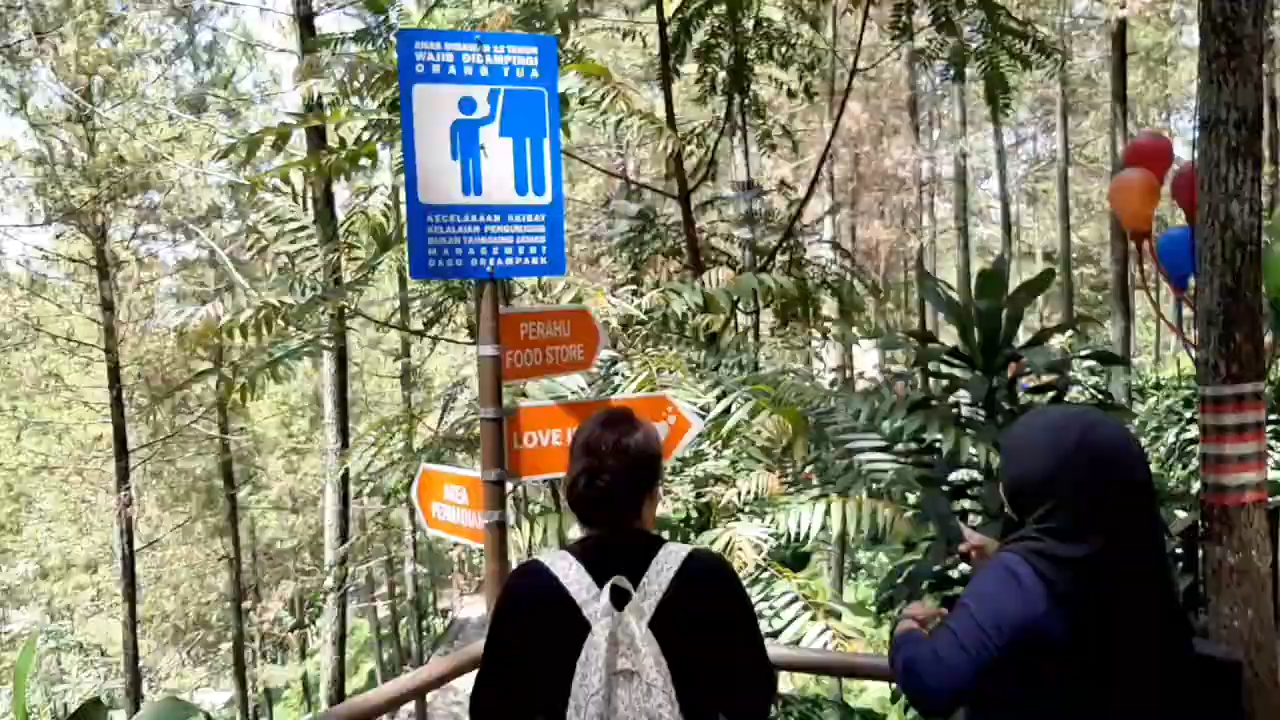 ANAK DIBAWAH 12 TAHUN
WAJIB DIDAMPINGI
ORANG TUA
KECELAKAAN AKIBAT
KELALAIAN PENGUNJUNG
BUKAN TANGGUNG JAWAB
MANAGEMENT
DAGO DREAMPARK
PERAHU
FOOD STORE
LOVE
AREA
PERMAINAN